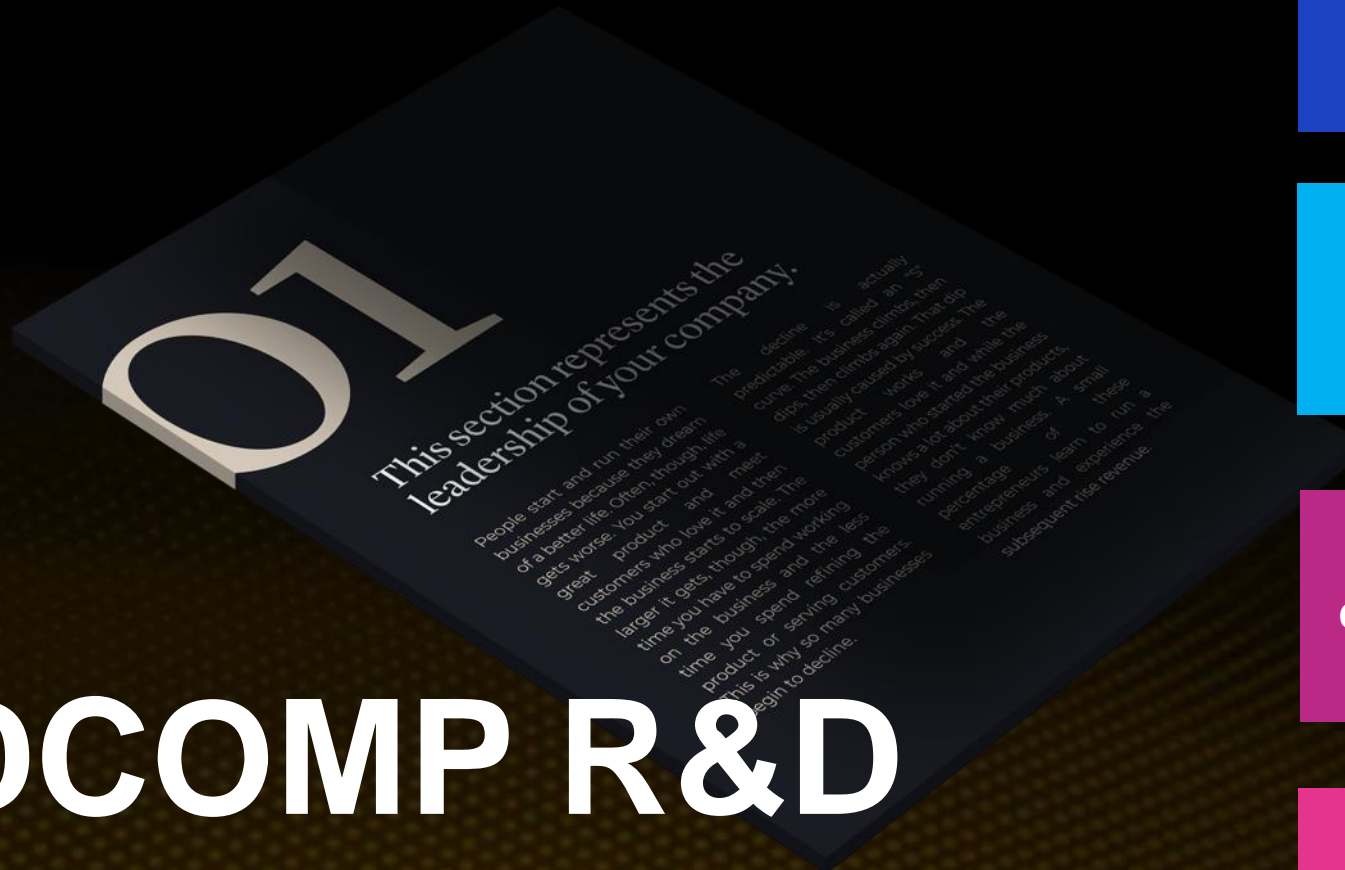 01
This section represents the
leadership of your company.
People start and run their own
businesses because they dream
of a better life. Often, though, life
gets worse. You start out with a
great product and meet
customers who love it and then
the business starts to scale. The
larger it gets, though, the more
time you have to spend working
on the business and the less
time you spend refining the
product or serving customers.
This is why so many businesses
begin to decline.
The decline is actually
predictable. It's called an "S"
curve. The business climbs, then
dips, then climbs again. That dip
is usually caused by success. The
product works and the
customers love it and while the
person who started the business
knows a lot about their products,
they don't know much about
running a business. A small
percentage of these
entrepreneurs learn to run a
business and experience the
subsequent rise revenue.
OCOMP R&D